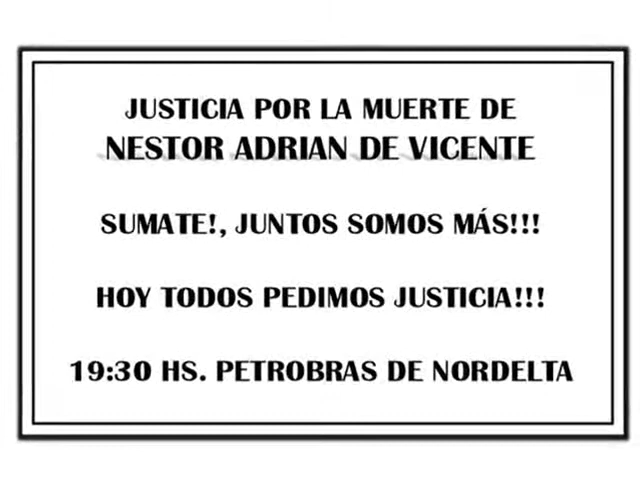 JUSTICIA POR LA MUERTE DE
NESTOR ADRIAN DE VICENTE
SUMATE!, JUNTOS SOMOS MÁS!!!
HOY TODOS PEDIMOS JUSTICIA!!!
19:30 HS. PETROBRAS DE NORDELTA